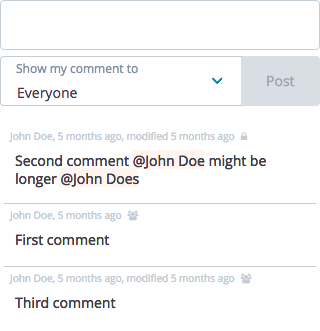 Show my comment to
Everyone
Post
John Doe, 5 months ago, modified 5 months ago
Second comment @John Doe might be
longer @John Does
John Doe, 5 months ago
First comment
John Doe, 5 months ago, modified 5 months ago
Third comment